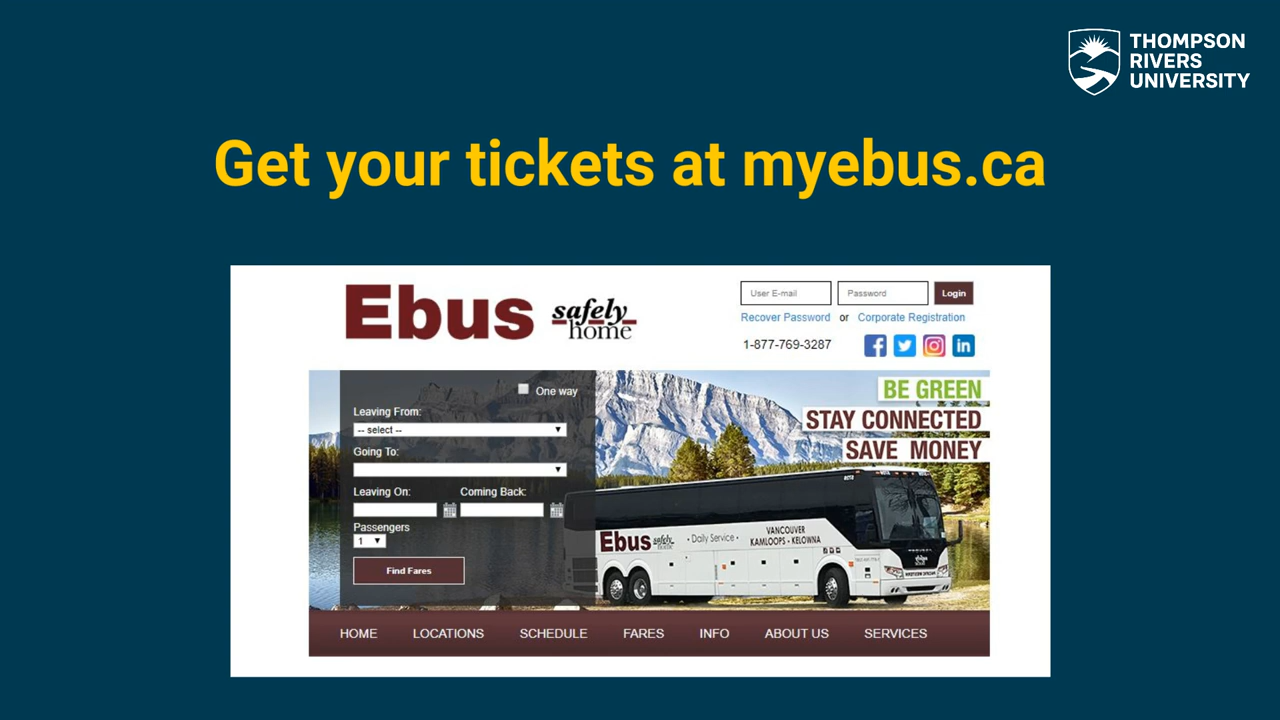 THOMPSON
RIVERS
UNIVERSITY
Get your tickets at myebus.ca
Ebus safely home
User E-mail Password Login
Recover Password or Corporate Registration
1-877-769-3287
One way
BE GREEN
STAY CONNECTED
SAVE MONEY
Leaving From:
-- select --
Going To:
Leaving On: Coming Back:
Passengers
1
Find Fares
Ebus safely home • Daily Service • VANCOUVER
KAMLOOPS - KELOWNA
HOME LOCATIONS SCHEDULE FARES INFO ABOUT US SERVICES